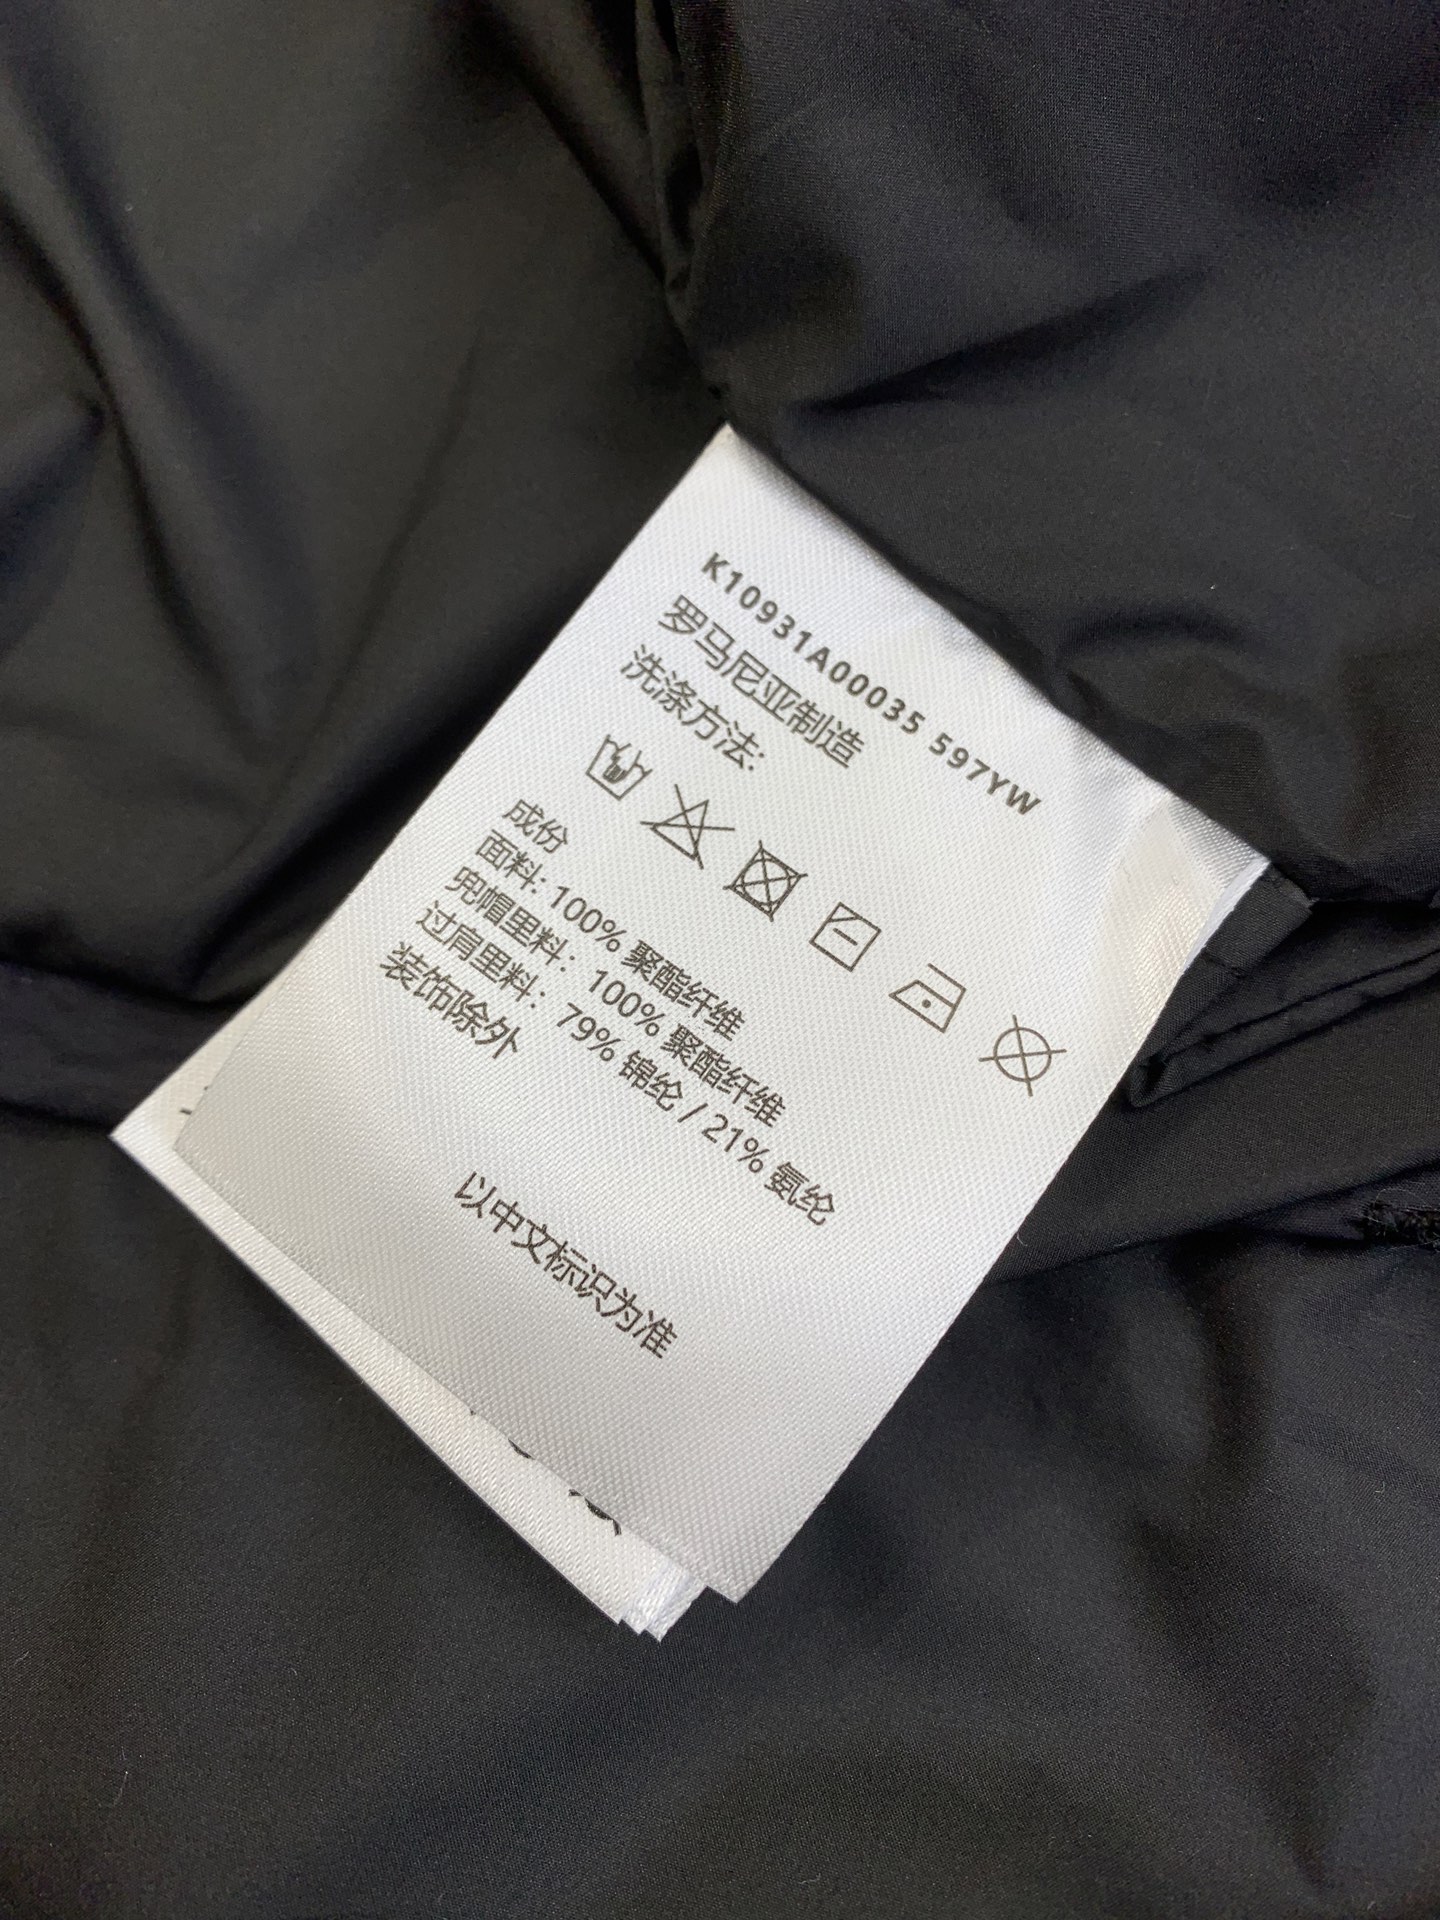 K10931A00035 597YW
罗马尼亚制造
洗涤方法:
成份
面料: 100% 聚酯纤维
兜帽里料: 100% 聚酯纤维
过肩里料: 79% 锦纶 / 21% 氨纶
装饰除外
以中文标识为准